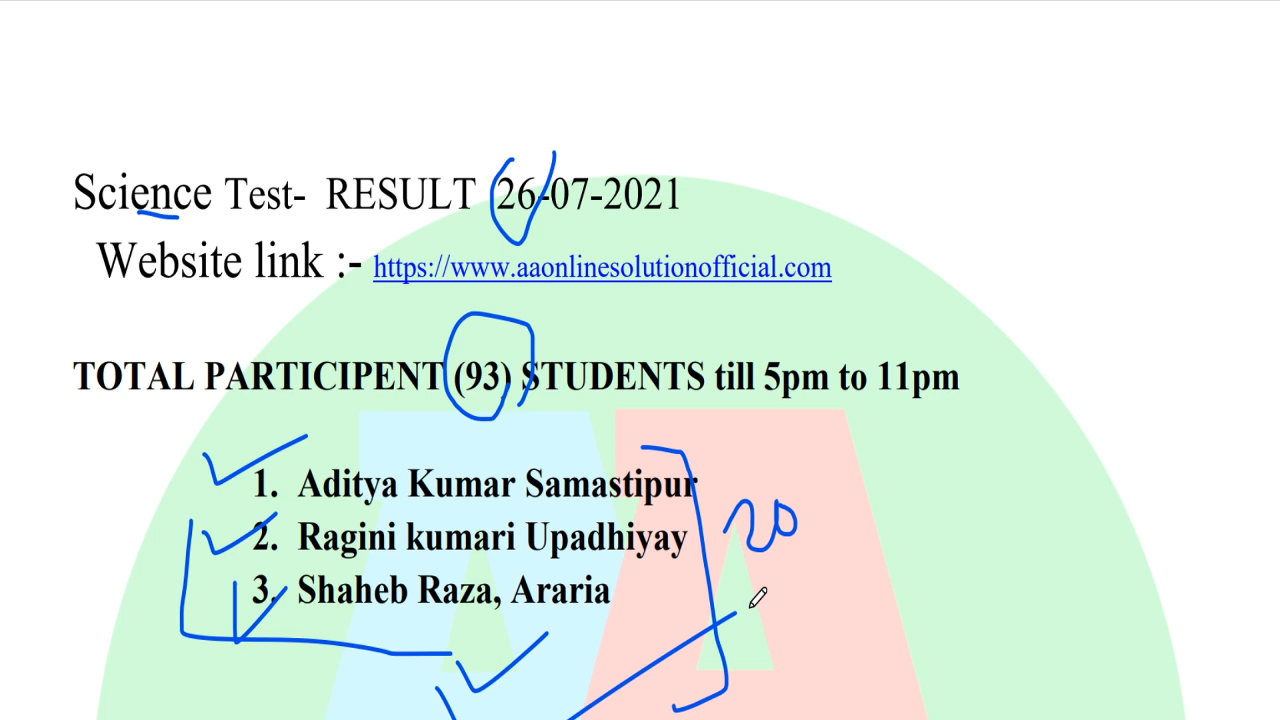 Science Test- RESULT (26-07-2021
Website link :- https://www.aaonlinesolutionofficial.com
TOTAL PARTICIPENT (93) STUDENTS till 5pm to 11pm
1. Aditya Kumar Samastipur
2. Ragini kumari Upadhiyay
3. Shaheb Raza, Araria
20